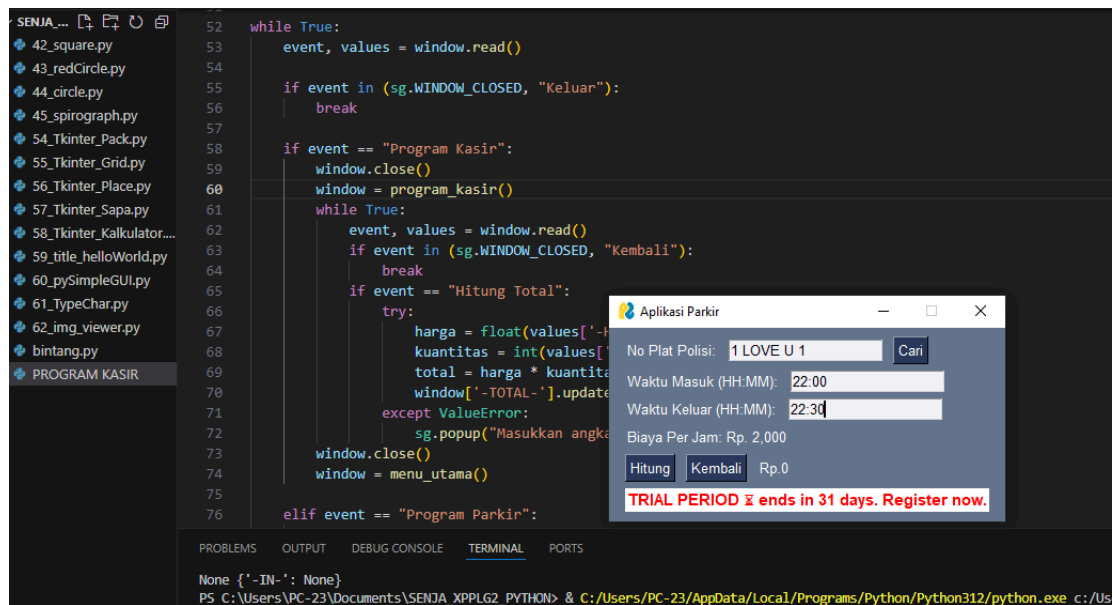 SENJA_...
42_square.py
43_redCircle.py
44_circle.py
45_spirograph.py
54_Tkinter_Pack.py
55_Tkinter_Grid.py
56_Tkinter_Place.py
57_Tkinter_Sapa.py
58_Tkinter_Kalkulator....
59_title_helloWorld.py
60_pySimpleGUI.py
61_TypeChar.py
62_img_viewer.py
bintang.py
PROGRAM KASIR
52 while True:
53 event, values = window.read()
54
55 if event in (sg.WINDOW_CLOSED, "Keluar"):
56 break
57
58 if event == "Program Kasir":
59 window.close()
60 window = program_kasir()
61 while True:
62 event, values = window.read()
63 if event in (sg.WINDOW_CLOSED, "Kembali"):
64 break
65 if event == "Hitung Total":
66 try:
67 harga = float(values['-H
68 kuantitas = int(values['
69 total = harga * kuantita
70 window['-TOTAL-'].update
71 except ValueError:
72 sg.popup("Masukkan angka
73 window.close()
74 window = menu_utama()
75
76 elif event == "Program Parkir":
Aplikasi Parkir
No Plat Polisi: 1 LOVE U 1 Cari
Waktu Masuk (HH:MM): 22:00
Waktu Keluar (HH:MM): 22:30
Biaya Per Jam: Rp. 2,000
Hitung Kembali Rp.0
TRIAL PERIOD ⧖ ends in 31 days. Register now.
PROBLEMS OUTPUT DEBUG CONSOLE TERMINAL PORTS
None {'-IN-': None}
PS C:\Users\PC-23\Documents\SENJA XPPLG2 PYTHON> & C:/Users/PC-23/AppData/Local/Programs/Python/Python312/python.exe c:/Us